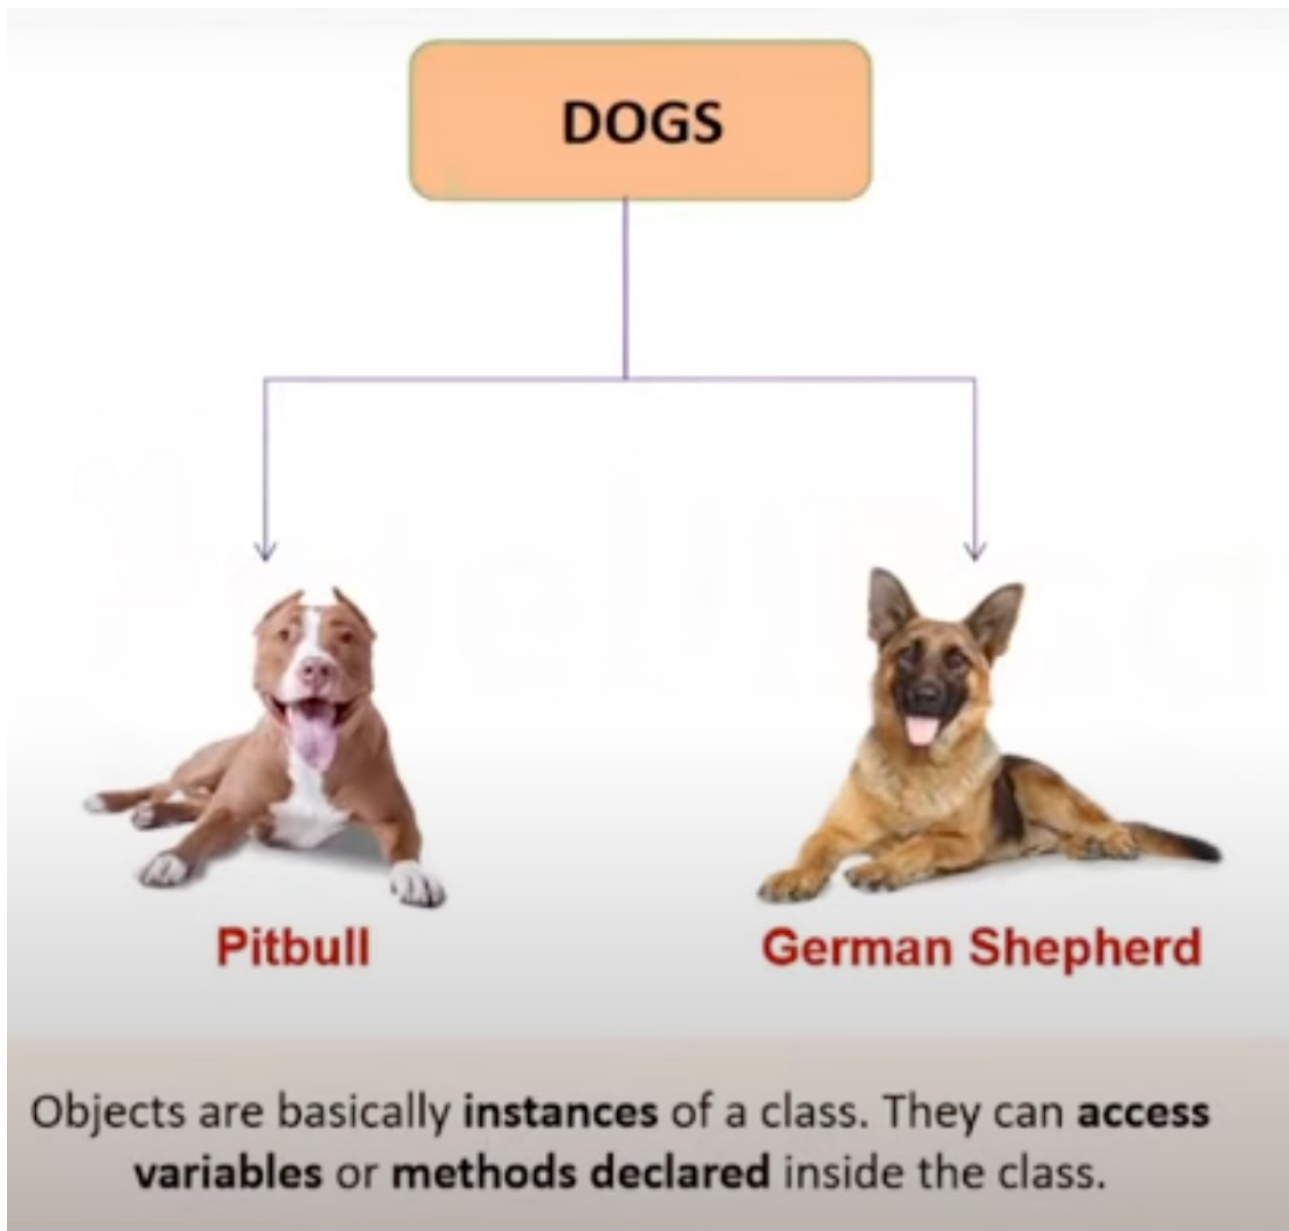 DOGS
Pitbull
German Shepherd
Objects are basically instances of a class. They can access
variables or methods declared inside the class.